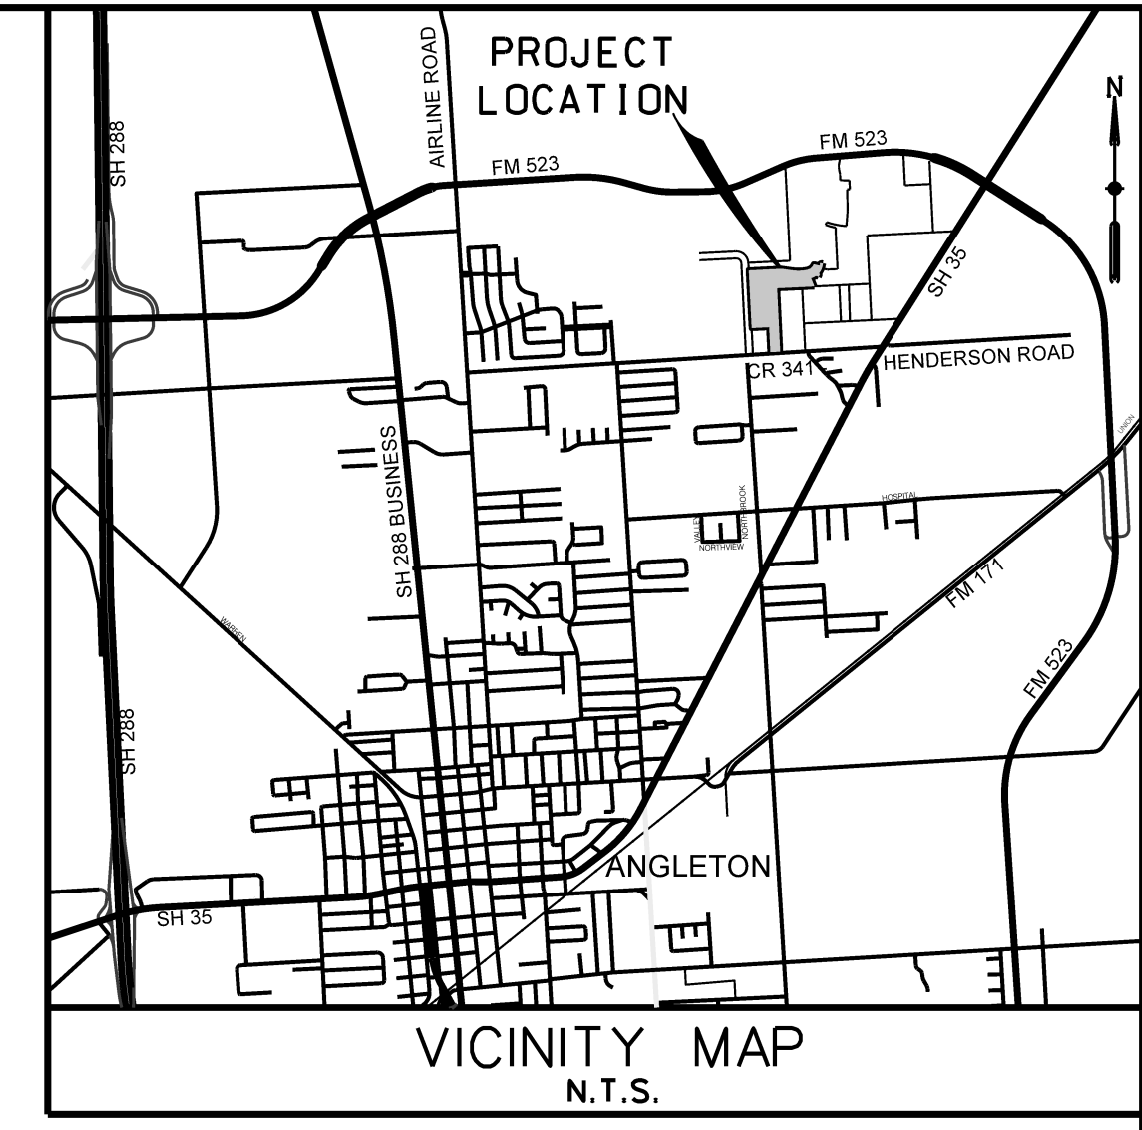 PROJECT
LOCATION
N
AIRLINE ROAD
SH 288
FM 523
FM 523
SH 35
HENDERSON ROAD
CR 341
UNION
SH 288 BUSINESS
HOSPITAL
VALLEY
NORTHBROOK
NORTHVIEW
FM 171
WARREN
FM 523
SH 288
ANGLETON
SH 35
VICINITY MAP
N.T.S.